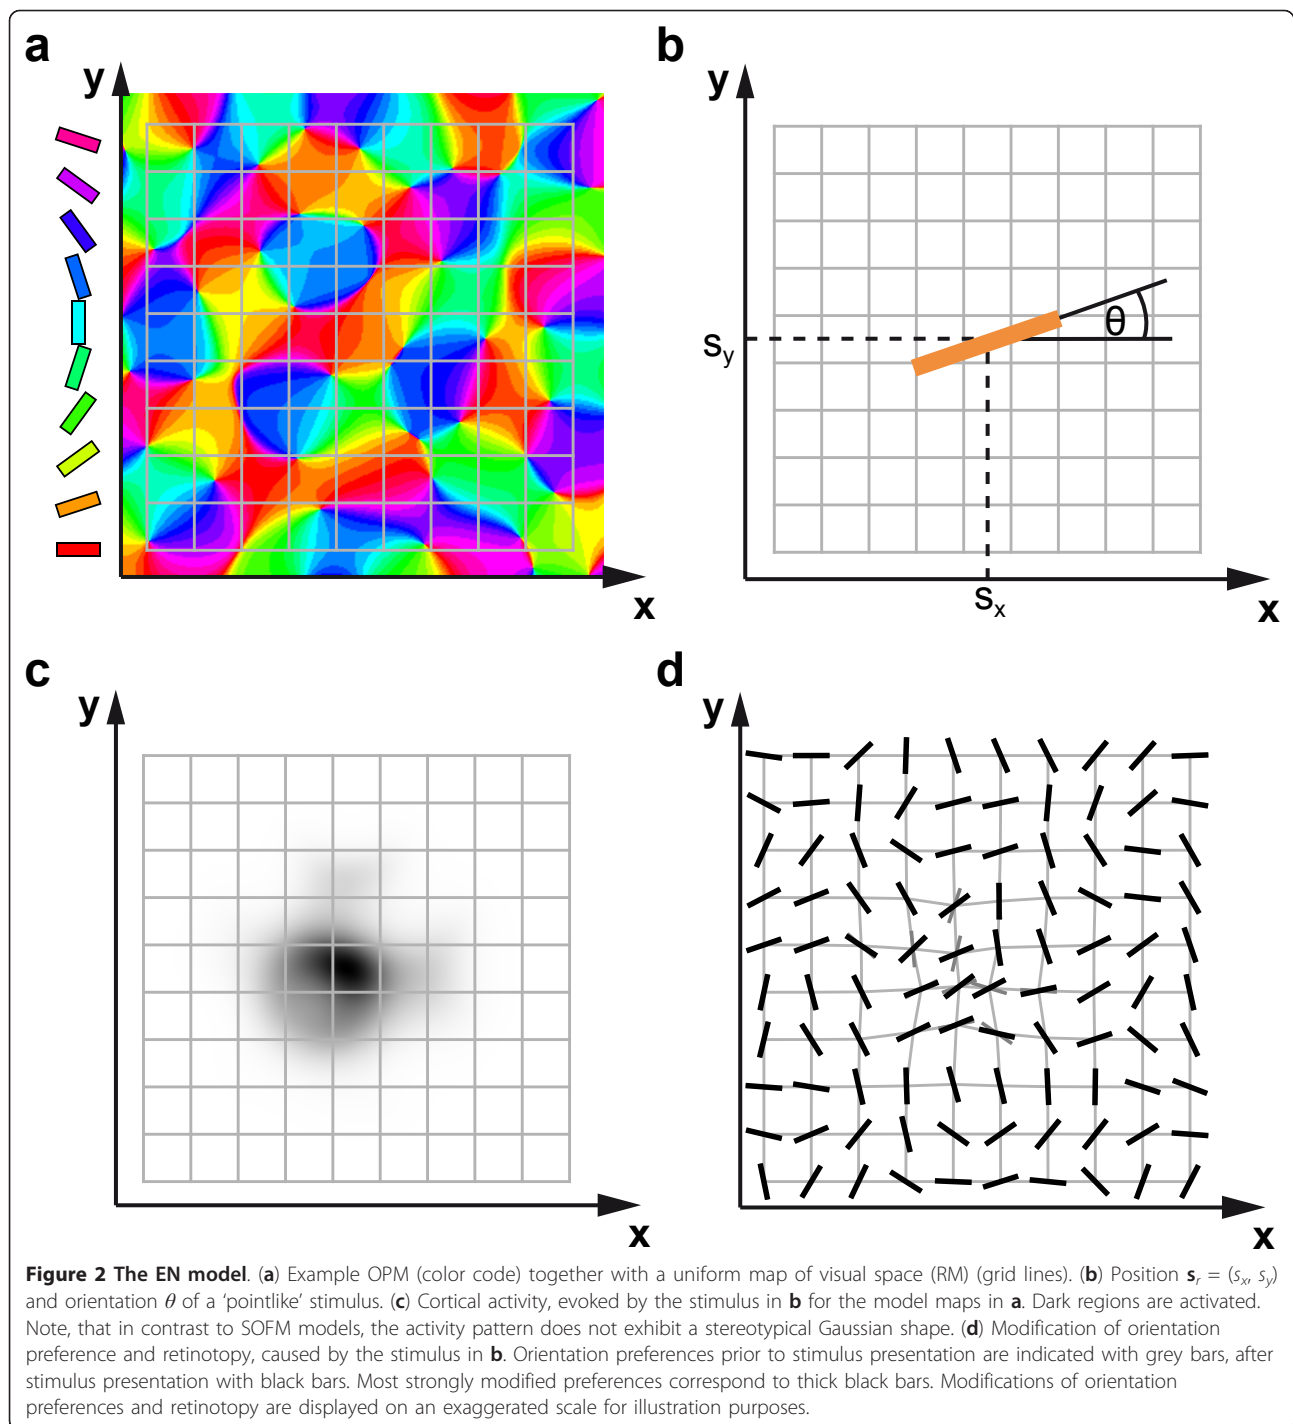 a
y
x
b
y
θ
sy
sx
x
c
y
x
d
y
x
Figure 2 The EN model. (a) Example OPM (color code) together with a uniform map of visual space (RM) (grid lines). (b) Position sr = (sx, sy)
and orientation θ of a ‘pointlike’ stimulus. (c) Cortical activity, evoked by the stimulus in b for the model maps in a. Dark regions are activated.
Note, that in contrast to SOFM models, the activity pattern does not exhibit a stereotypical Gaussian shape. (d) Modification of orientation
preference and retinotopy, caused by the stimulus in b. Orientation preferences prior to stimulus presentation are indicated with grey bars, after
stimulus presentation with black bars. Most strongly modified preferences correspond to thick black bars. Modifications of orientation
preferences and retinotopy are displayed on an exaggerated scale for illustration purposes.